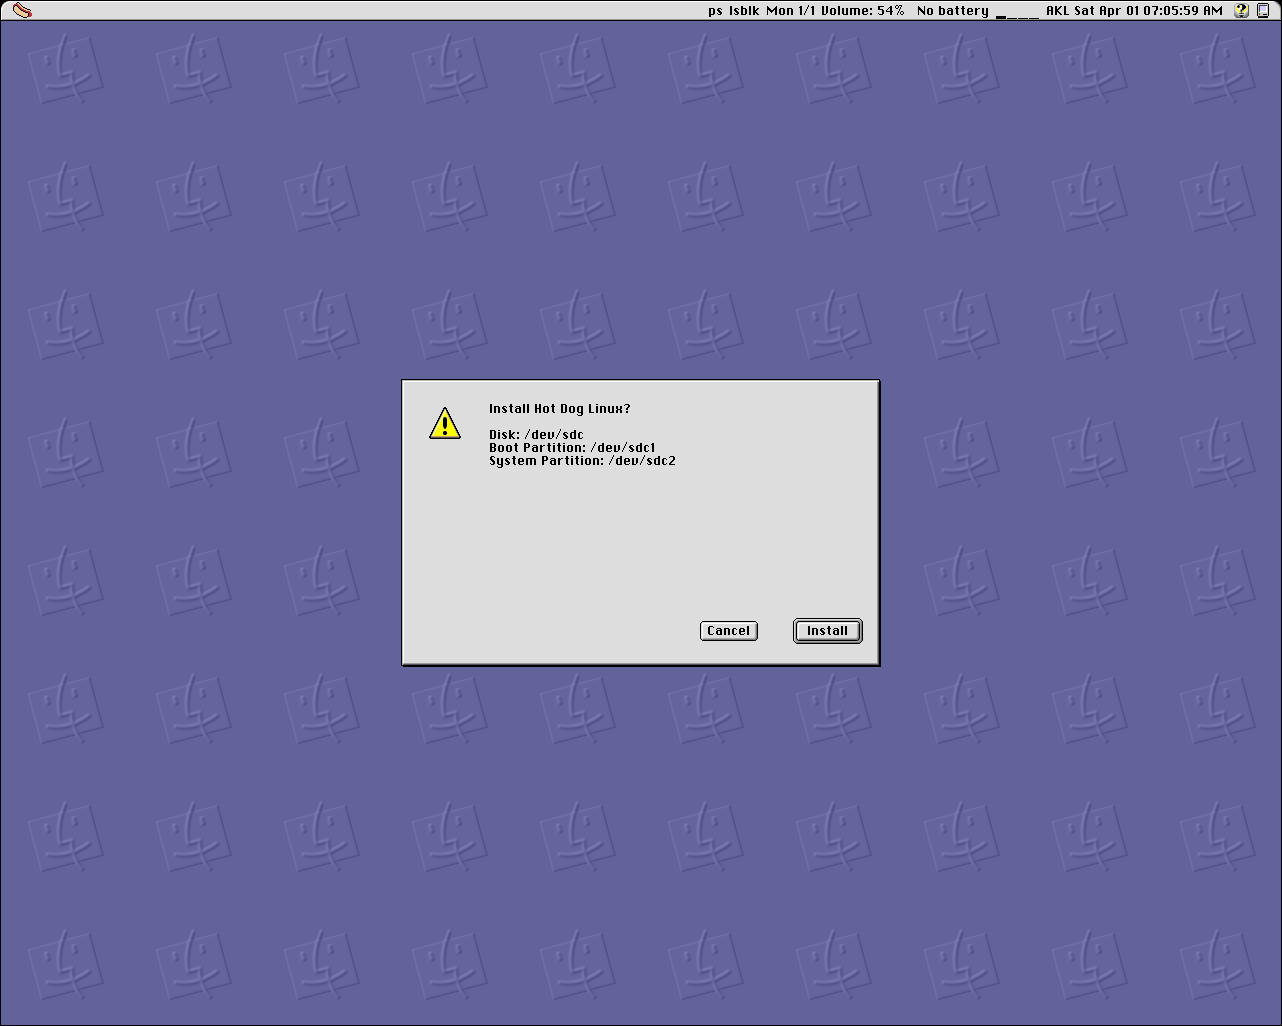 ps lsblk Mon 1/1 Volume: 54% No battery AKL Sat Apr 01 07:05:59 AM
Install Hot Dog Linux?
Disk: /dev/sdc
Boot Partition: /dev/sdc1
System Partition: /dev/sdc2
Cancel Install